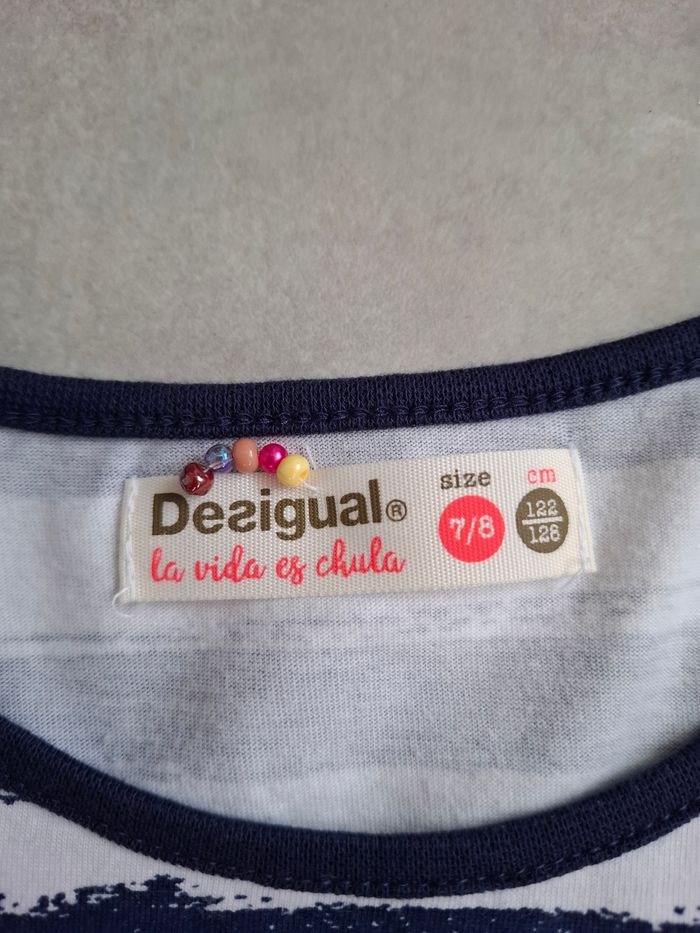 Desigual®
la vida es chula
size
7/8
cm
122
128